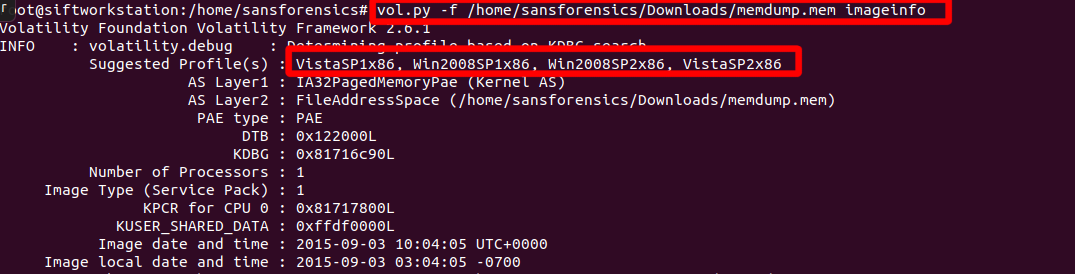 ot@siftworkstation:/home/sansforensics# vol.py -f /home/sansforensics/Downloads/memdump.mem imageinfo
Volatility Foundation Volatility Framework 2.6.1
INFO    : volatility.debug    : Determining profile based on KDBG search...
Suggested Profile(s) : VistaSP1x86, Win2008SP1x86, Win2008SP2x86, VistaSP2x86
AS Layer1 : IA32PagedMemoryPae (Kernel AS)
AS Layer2 : FileAddressSpace (/home/sansforensics/Downloads/memdump.mem)
PAE type : PAE
DTB : 0x122000L
KDBG : 0x81716c90L
Number of Processors : 1
Image Type (Service Pack) : 1
KPCR for CPU 0 : 0x81717800L
KUSER_SHARED_DATA : 0xffdf0000L
Image date and time : 2015-09-03 10:04:05 UTC+0000
Image local date and time : 2015-09-03 03:04:05 -0700